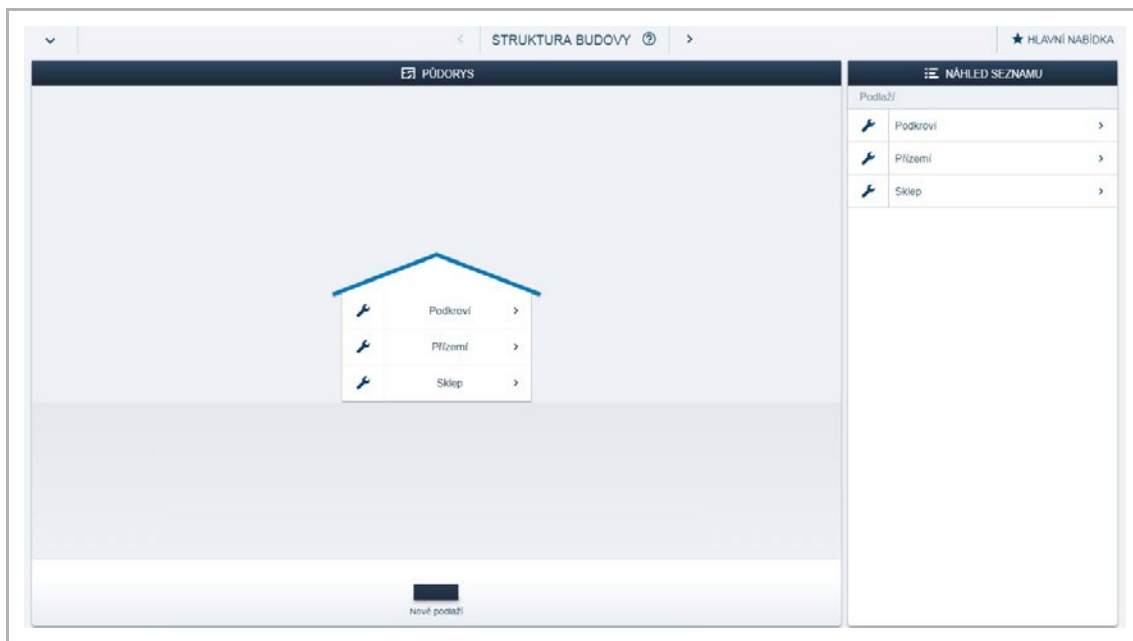 STRUKTURA BUDOVY
HLAVNÍ NABÍDKA
PŮDORYS
NÁHLED SEZNAMU
Podlaží
Podkroví
Přízemí
Sklep
Podkroví
Přízemí
Sklep
Nové podlaží